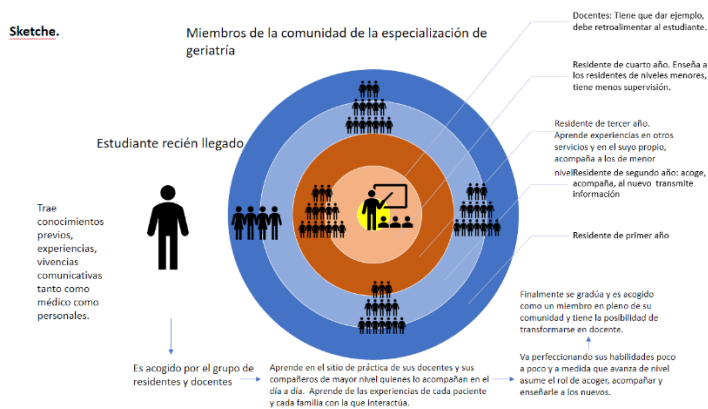 Sketche.
Miembros de la comunidad de la especialización de
geriatría
Docentes: Tiene que dar ejemplo,
debe retroalimentar al estudiante.
Residente de cuarto año. Enseña a
los residentes de niveles menores,
tiene menos supervisión.
Residente de tercer año.
Aprende experiencias en otros
servicios y en el suyo propio,
acompaña a los de menor
nivel
Residente de segundo año: acoge,
acompaña, al nuevo transmite
información
Residente de primer año
Estudiante recién llegado
Trae
conocimientos
previos,
experiencias,
vivencias
comunicativas
tanto como
médico como
personales.
Es acogido por el grupo de
residentes y docentes
Aprende en el sitio de práctica de sus docentes y sus
compañeros de mayor nivel quienes lo acompañan en el
día a día. Aprende de las experiencias de cada paciente
y cada familia con la que interactúa.
Va perfeccionando sus habilidades poco
a poco y a medida que avanza de nivel
asume el rol de acoger, acompañar y
enseñarle a los nuevos.
Finalmente se gradúa y es acogido
como un miembro en pleno de su
comunidad y tiene la posibilidad de
transformarse en docente.